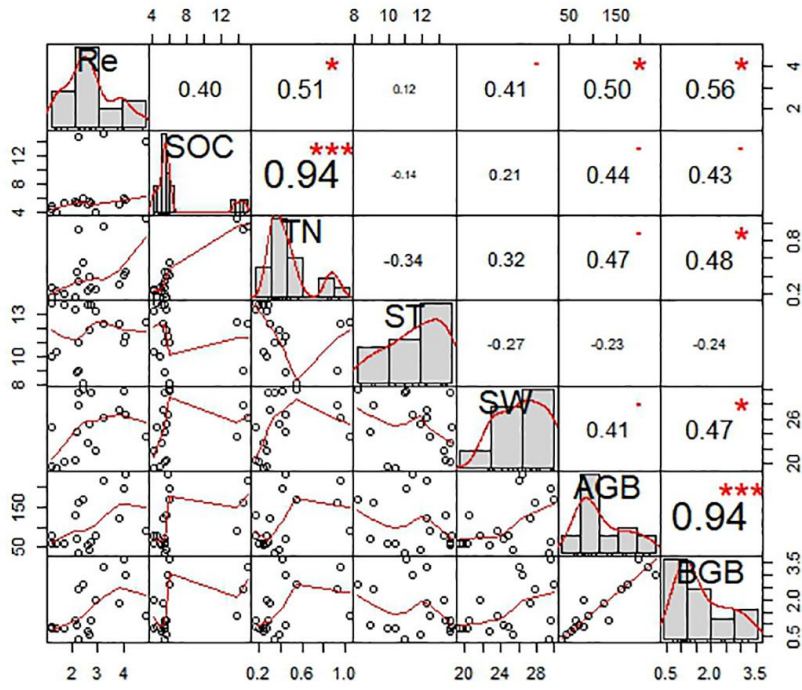 4 8 12 8 10 12 50 150
Re 0.40 0.51 * 0.12 0.41 . 0.50 * 0.56 * 2 4
4 8 12 SOC 0.94 *** -0.14 0.21 0.44 . 0.43 .
TN -0.34 0.32 0.47 . 0.48 * 0.2 0.8
8 10 13 ST -0.27 -0.23 -0.24
SW 0.41 . 0.47 * 20 26
50 150 AGB 0.94 ***
BGB 0.5 2.0 3.5
2 3 4 0.2 0.6 1.0 20 24 28 0.5 2.0 3.5